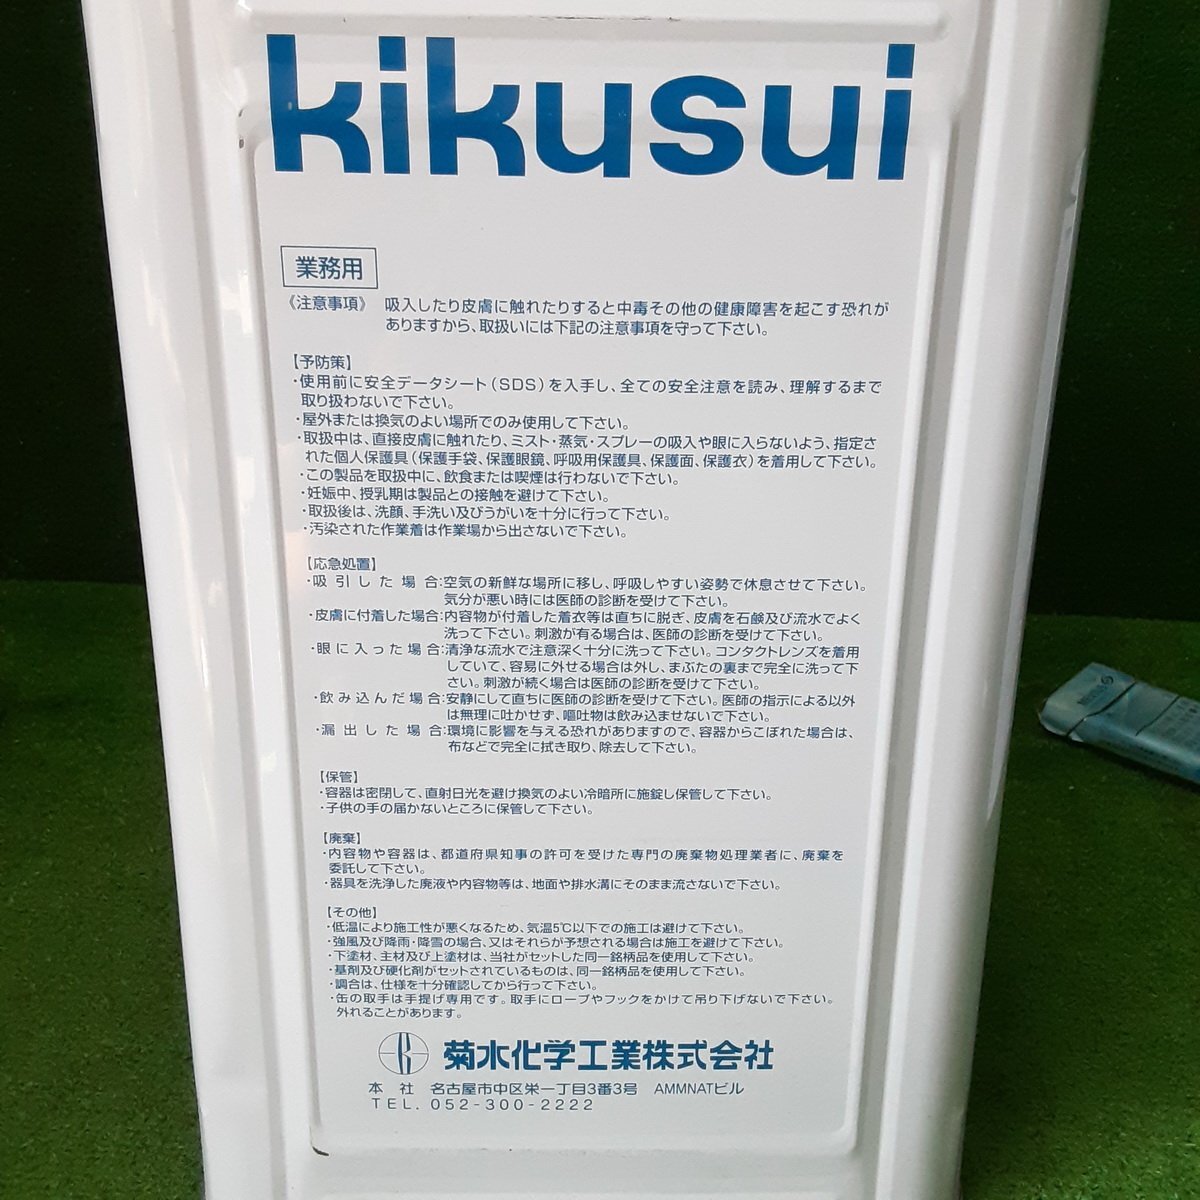 kikusui
業務用
《注意事項》 吸入したり皮膚に触れたりすると中毒その他の健康障害を起こす恐れが
ありますから、取扱いには下記の注意事項を守って下さい。
【予防策】
・使用前に安全データシート(SDS)を入手し、全ての安全注意を読み、理解するまで
取り扱わないで下さい。
・屋外または換気のよい場所でのみ使用して下さい。
・取扱中は、直接皮膚に触れたり、ミスト・蒸気・スプレーの吸入や眼に入らないよう、指定さ
れた個人保護具(保護手袋、保護眼鏡、呼吸用保護具、保護面、保護衣)を着用して下さい。
・この製品を取扱中に、飲食または喫煙は行わないで下さい。
・妊娠中、授乳期は製品との接触を避けて下さい。
・取扱後は、洗顔、手洗い及びうがいを十分に行って下さい。
・汚染された作業着は作業場から出さないで下さい。
【応急処置】
・吸引した場合:空気の新鮮な場所に移し、呼吸しやすい姿勢で休息させて下さい。
気分が悪い時には医師の診断を受けて下さい。
・皮膚に付着した場合:内容物が付着した着衣等は直ちに脱ぎ、皮膚を石鹸及び流水でよく
洗って下さい。刺激が有る場合は、医師の診断を受けて下さい。
・眼に入った場合:清浄な流水で注意深く十分に洗って下さい。コンタクトレンズを着用
していて、容易に外せる場合は外し、まぶたの裏まで完全に洗って下
さい。刺激が続く場合は医師の診断を受けて下さい。
・飲み込んだ場合:安静にして直ちに医師の診断を受けて下さい。医師の指示による以外
は無理に吐かせず、嘔吐物は飲み込ませないで下さい。
・漏出した場合:環境に影響を与える恐れがありますので、容器からこぼれた場合は、
布などで完全に拭き取り、除去して下さい。
【保管】
・容器は密閉して、直射日光を避け換気のよい冷暗所に施錠し保管して下さい。
・子供の手の届かないところに保管して下さい。
【廃棄】
・内容物や容器は、都道府県知事の許可を受けた専門の廃棄物処理業者に、廃棄を
委託して下さい。
・器具を洗浄した廃液や内容物等は、地面や排水溝にそのまま流さないで下さい。
【その他】
・低温により施工性が悪くなるため、気温5℃以下での施工は避けて下さい。
・強風及び降雨・降雪の場合、又はそれらが予想される場合は施工を避けて下さい。
・下塗材、主材及び上塗材は、当社がセットした同一銘柄品を使用して下さい。
・基剤及び硬化剤がセットされているものは、同一銘柄品を使用して下さい。
・調合は、仕様を十分確認してから行って下さい。
・缶の取手は手提げ専用です。取手にロープやフックをかけて吊り下げないで下さい。
外れることがあります。
菊水化学工業株式会社
本 社 名古屋市中区栄一丁目3番3号 AMMNATビル
TEL. 052-300-2222